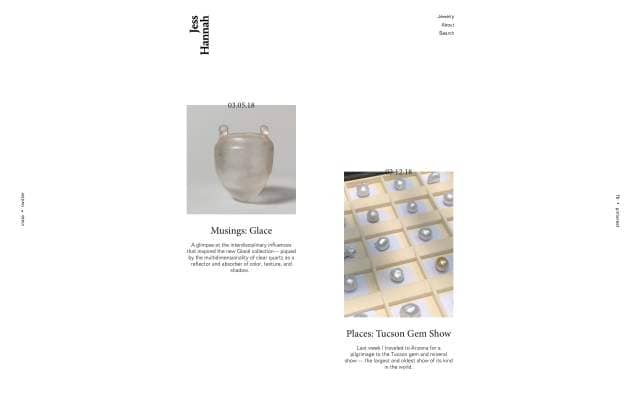 Jess
Hannah
Jewelry
About
Search
03.05.18
Musings: Glace
A glimpse at the interdisciplinary influences
that inspired the new Glacé collection— piqued
by the multidimensionality of clear quartz as a
reflector and absorber of color, texture, and
shadow.
02.12.18
Places: Tucson Gem Show
Last week I traveled to Arizona for a
pilgrimage to the Tucson gem and mineral
show — the largest and oldest show of its kind
in the world.
+ twitter
fb + pinterest